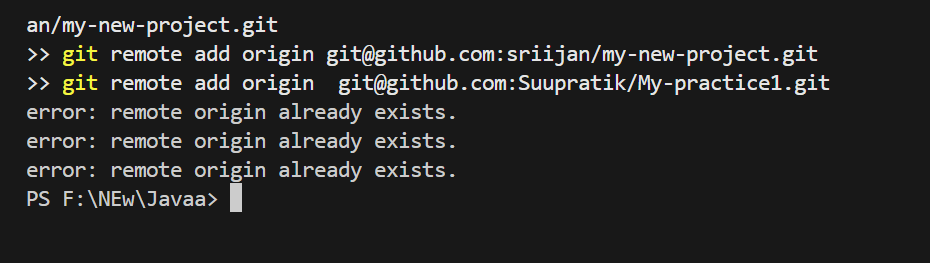 an/my-new-project.git
>> git remote add origin git@github.com:sriijan/my-new-project.git
>> git remote add origin  git@github.com:Suupratik/My-practice1.git
error: remote origin already exists.
error: remote origin already exists.
error: remote origin already exists.
PS F:\NEw\Javaa>